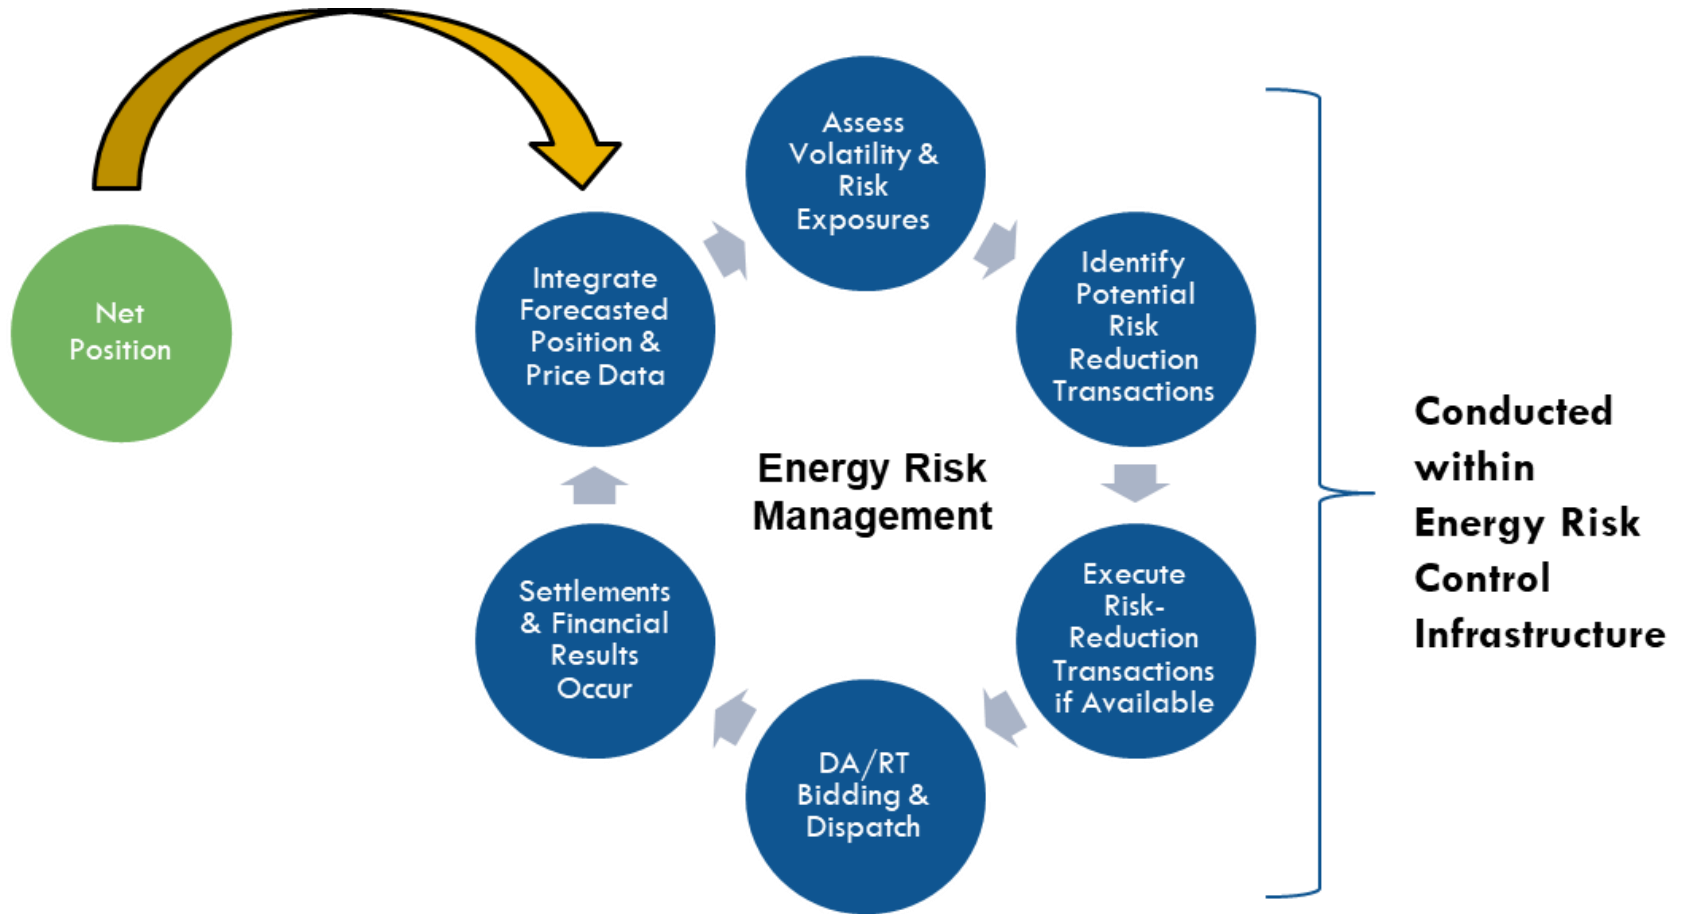 Net
Position
Integrate
Forecasted
Position &
Price Data
Assess
Volatility &
Risk
Exposures
Identify
Potential
Risk
Reduction
Transactions
Execute
Risk-
Reduction
Transactions
if Available
DA/RT
Bidding &
Dispatch
Settlements
& Financial
Results
Occur
Energy Risk
Management
Conducted
within
Energy Risk
Control
Infrastructure